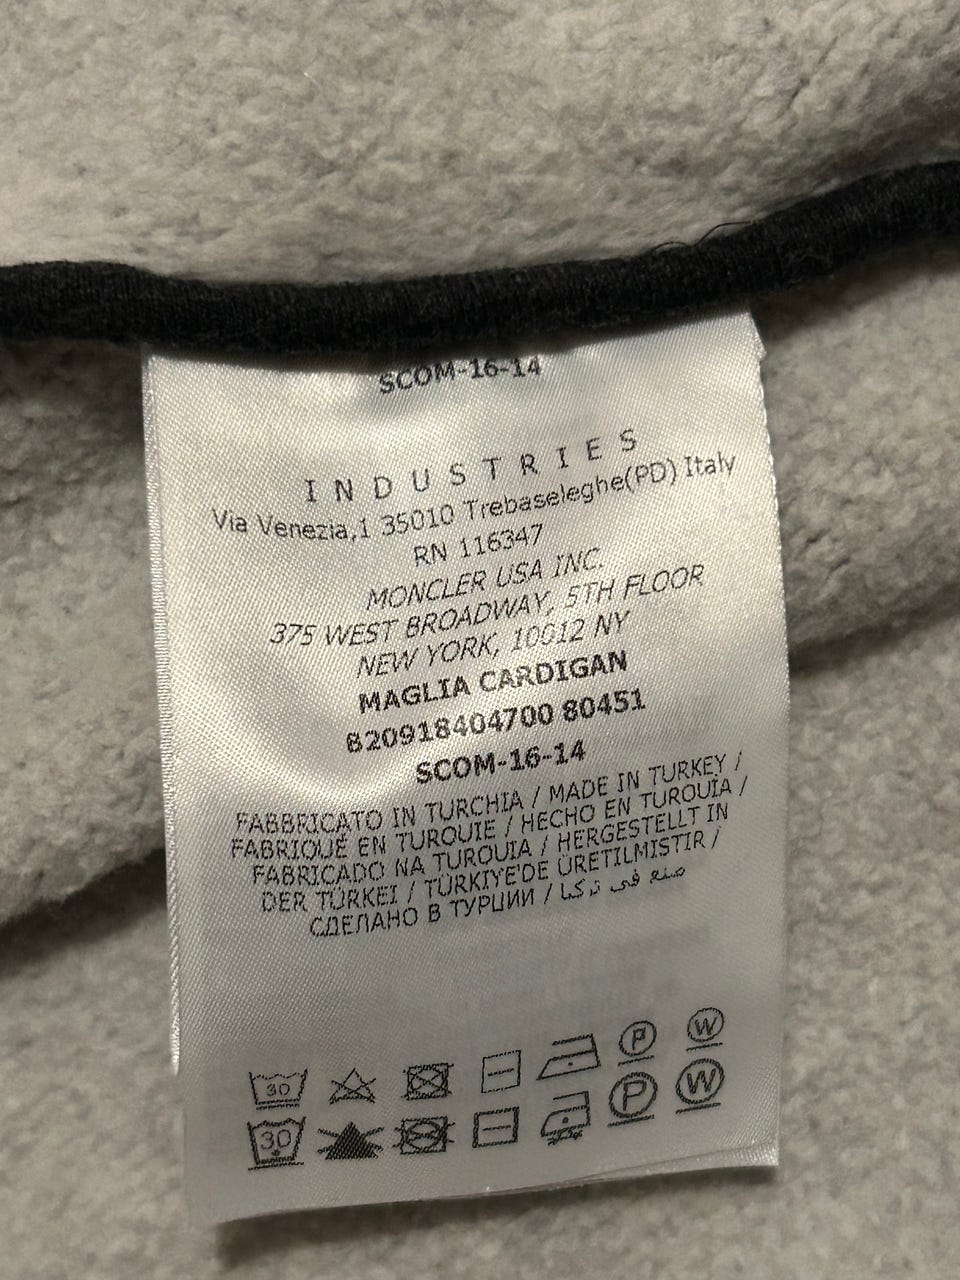 SCOM-16-14
INDUSTRIES
Via Venezia,1 35010 Trebaseleghe(PD) Italy
RN 116347
MONCLER USA INC.
375 WEST BROADWAY, 5TH FLOOR
NEW YORK, 10012 NY
MAGLIA CARDIGAN
820918404700 80451
SCOM-16-14
FABBRICATO IN TURCHIA / MADE IN TURKEY /
FABRIQUÉ EN TURQUIE / HECHO EN TURQUÍA /
FABRICADO NA TURQUIA / HERGESTELLT IN
DER TÜRKEI / TÜRKIYE'DE ÜRETILMISTIR /
СДЕЛАНО В ТУРЦИИ / صنع في تركيا
30 P W
30 P W